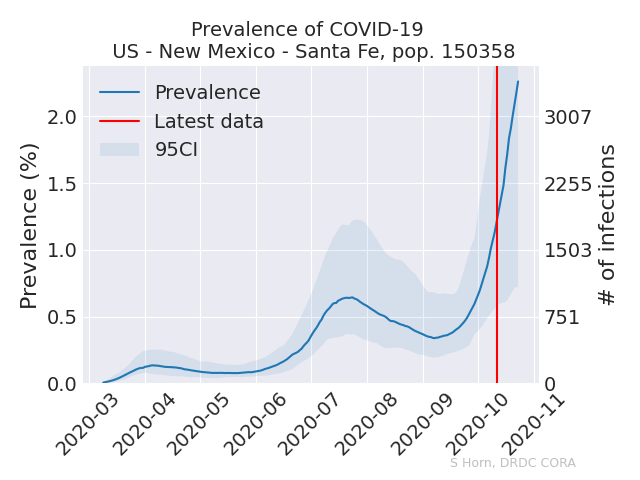 Prevalence of COVID-19
US - New Mexico - Santa Fe, pop. 150358
Prevalence
Latest data
95CI
Prevalence (%)
2.0
1.5
1.0
0.5
0.0
3007
2255
1503
751
0
# of infections
2020-03
2020-04
2020-05
2020-06
2020-07
2020-08
2020-09
2020-10
2020-11
S Horn, DRDC CORA